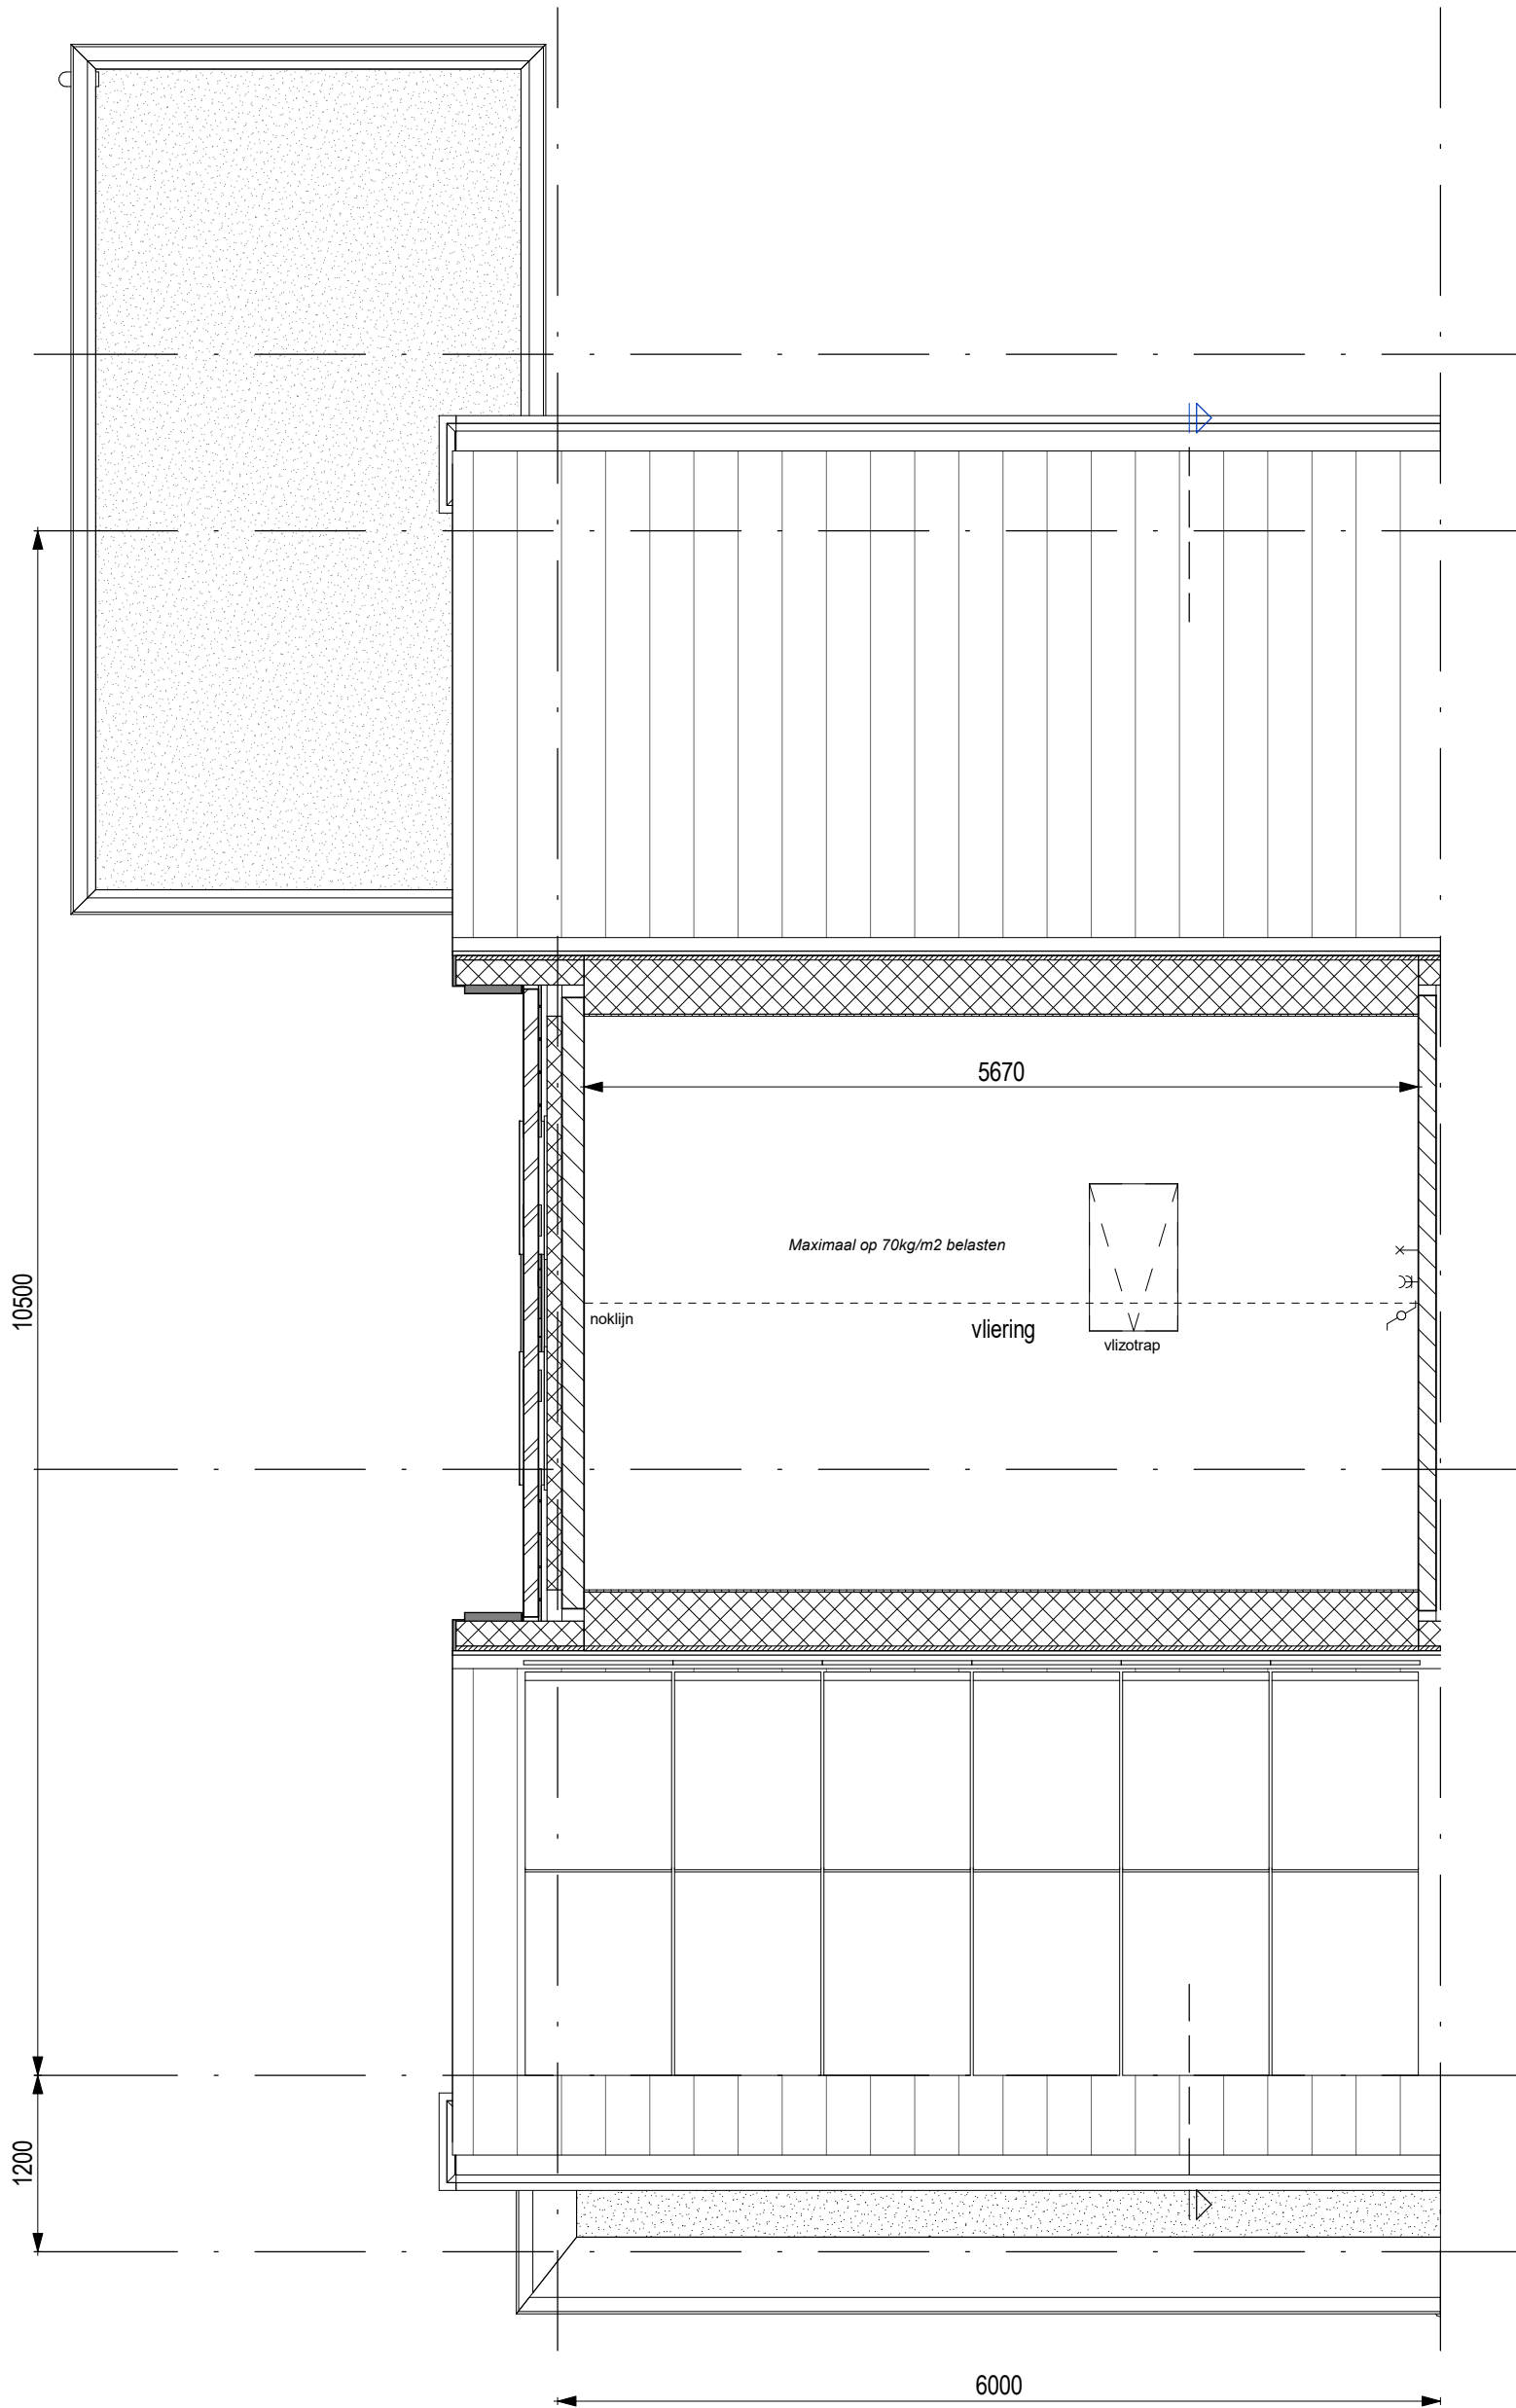 5670
Maximaal op 70kg/m2 belasten
noklijn
vliering
vlizotrap
10500
1200
6000